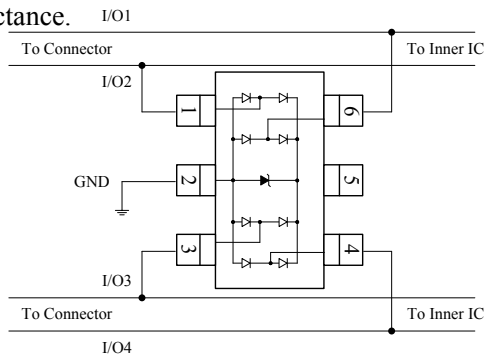 ctance.
I/O1
To Connector To Inner IC
I/O2
1 6
GND 2 5
3 4
I/O3
To Connector To Inner IC
I/O4